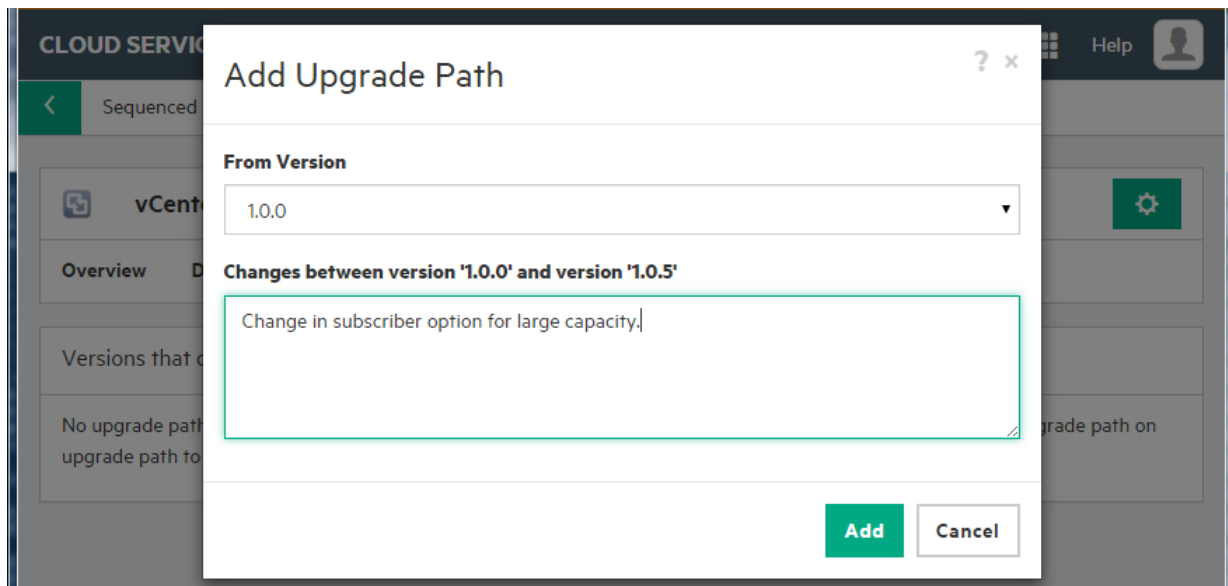 CLOUD SERVIC
Help
Add Upgrade Path
? ×
Sequenced
From Version
vCent
1.0.0
Overview D
Changes between version '1.0.0' and version '1.0.5'
Change in subscriber option for large capacity.
Versions that
No upgrade path
grade path on
upgrade path to
Add Cancel